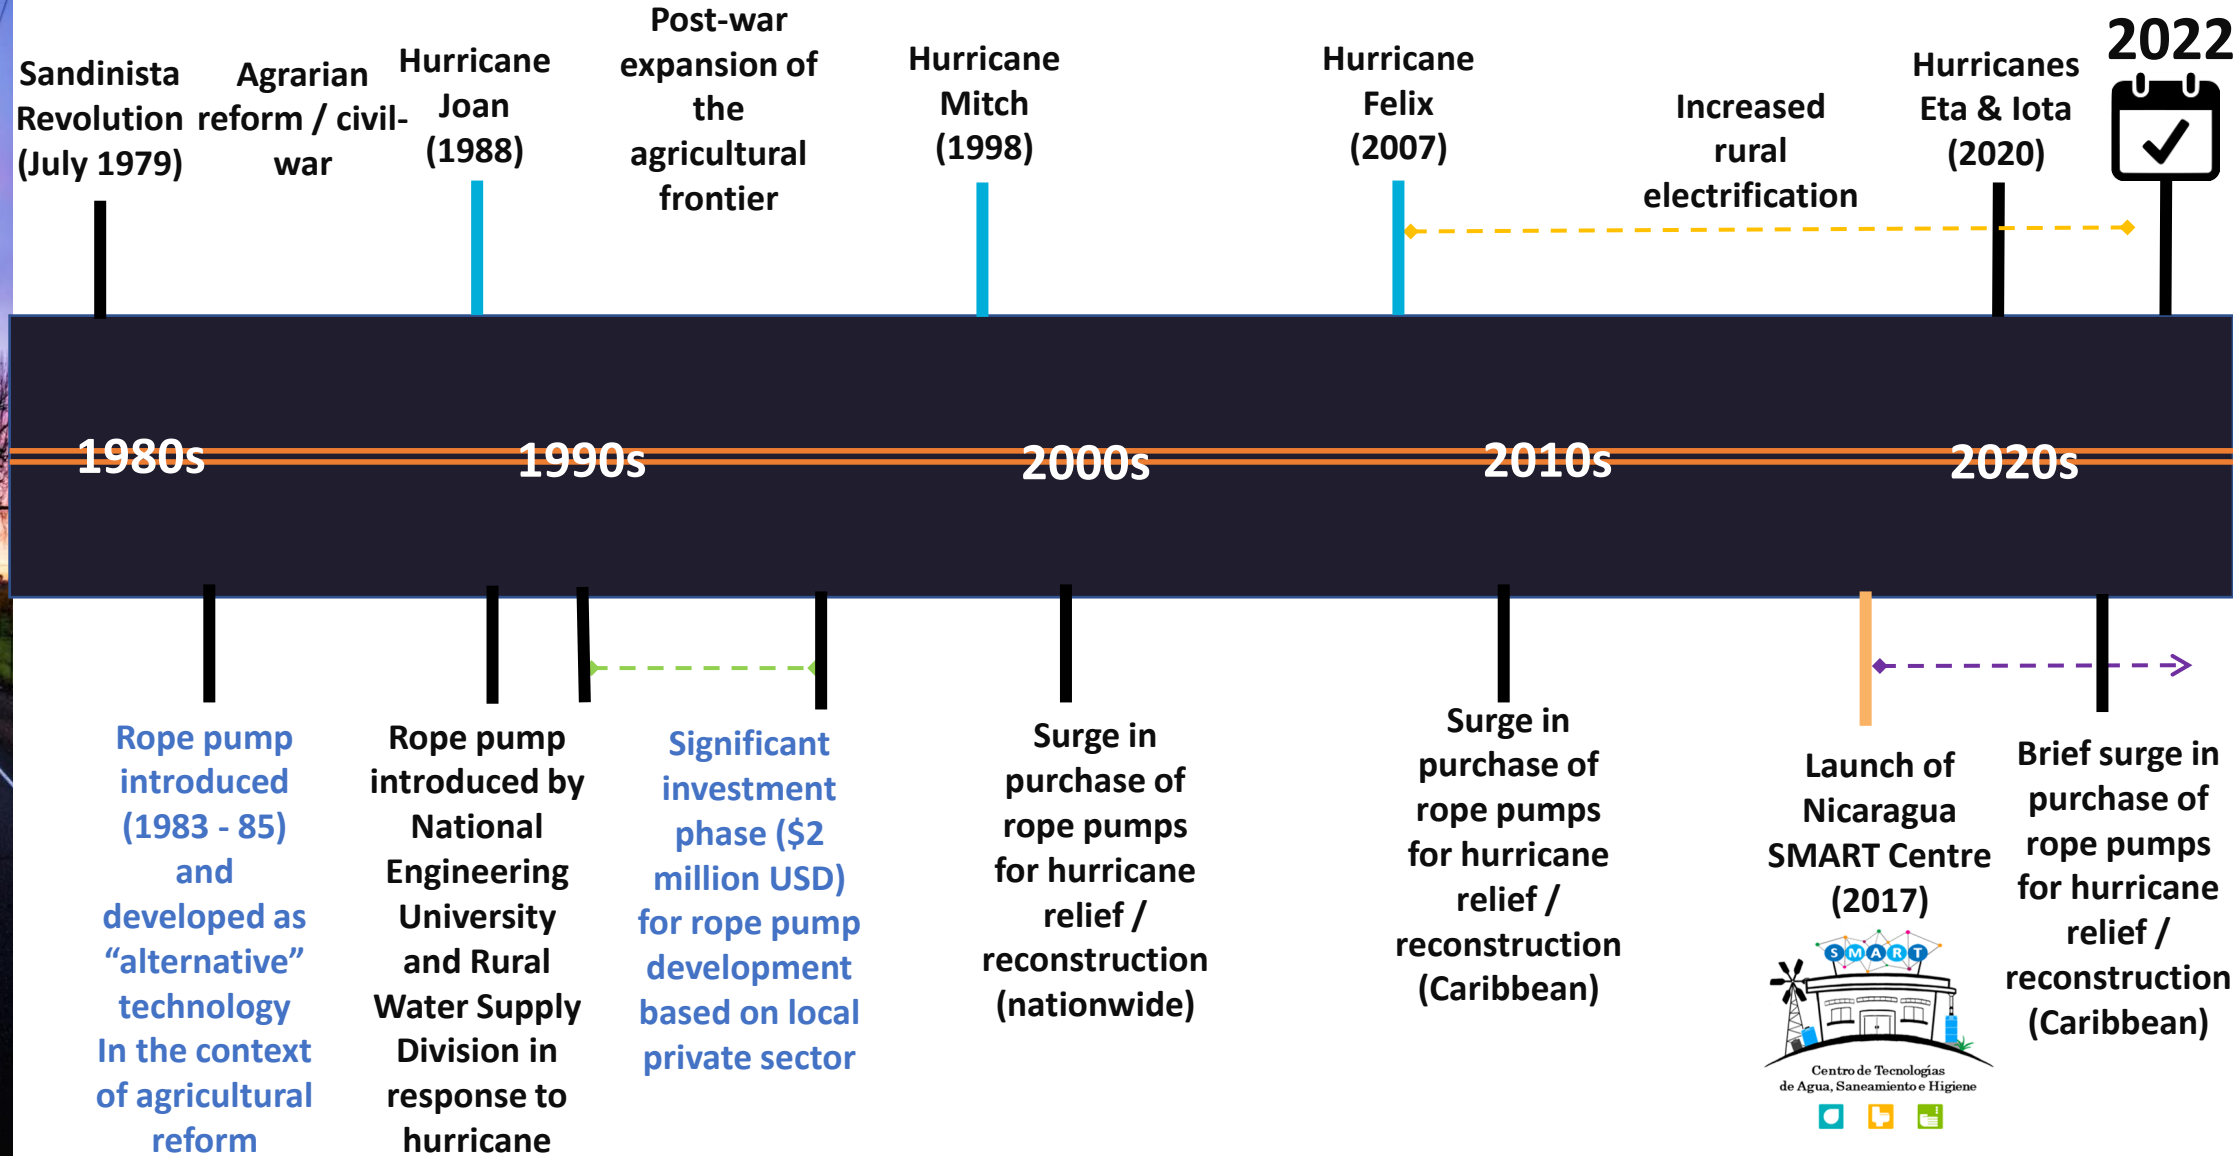 Sandinista
Revolution
(July 1979)
Agrarian
reform / civil-
war
Hurricane
Joan
(1988)
Post-war
expansion of
the
agricultural
frontier
Hurricane
Mitch
(1998)
Hurricane
Felix
(2007)
Increased
rural
electrification
Hurricanes
Eta & Iota
(2020)
2022
1980s
1990s
2000s
2010s
2020s
Rope pump
introduced
(1983 - 85)
and
developed as
“alternative”
technology
In the context
of agricultural
reform
Rope pump
introduced by
National
Engineering
University
and Rural
Water Supply
Division in
response to
hurricane
Significant
investment
phase ($2
million USD)
for rope pump
development
based on local
private sector
Surge in
purchase of
rope pumps
for hurricane
relief /
reconstruction
(nationwide)
Surge in
purchase of
rope pumps
for hurricane
relief /
reconstruction
(Caribbean)
Launch of
Nicaragua
SMART Centre
(2017)
SMART
Centro de Tecnologías
de Agua, Saneamiento e Higiene
Brief surge in
purchase of
rope pumps
for hurricane
relief /
reconstruction
(Caribbean)